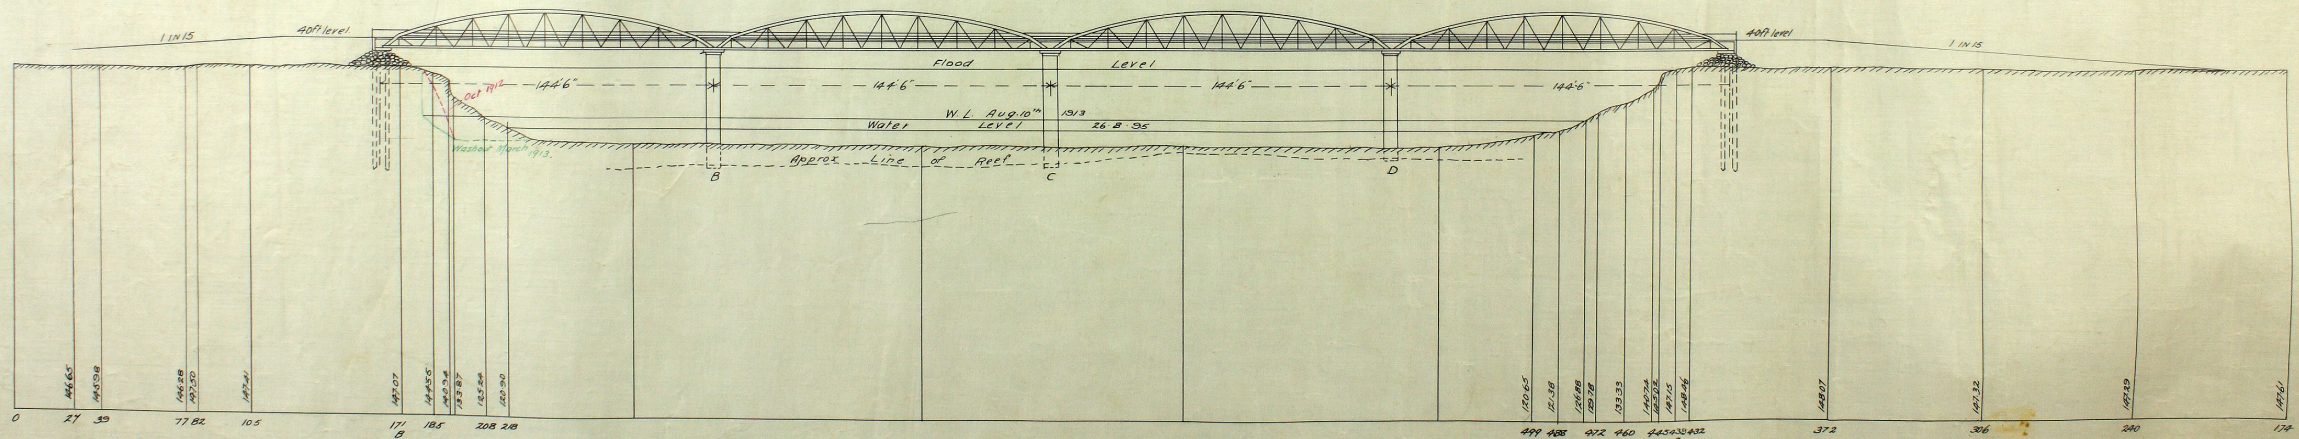 1 IN 15
40ft level.
40ft level
1 IN 15
Flood Level
144'6" 144'6" 144'6" 144'6"
Oct 1912
W. L. Aug. 10th 1913
Water Level 26·8·95
Washout March 1913.
Approx Line of Reef
B C D
146.65 145.98 146.28 147.50 147.41 147.07 144.55 140.94 133.87 125.24 120.90 120.65 121.38 126.88 129.78 133.33 140.74 145.02 147.15 148.46 148.07 147.32 147.29 147.61
0 27 39 77 82 105 171 185 208 218 499 488 472 460 445 439 432 372 306 240 174
B